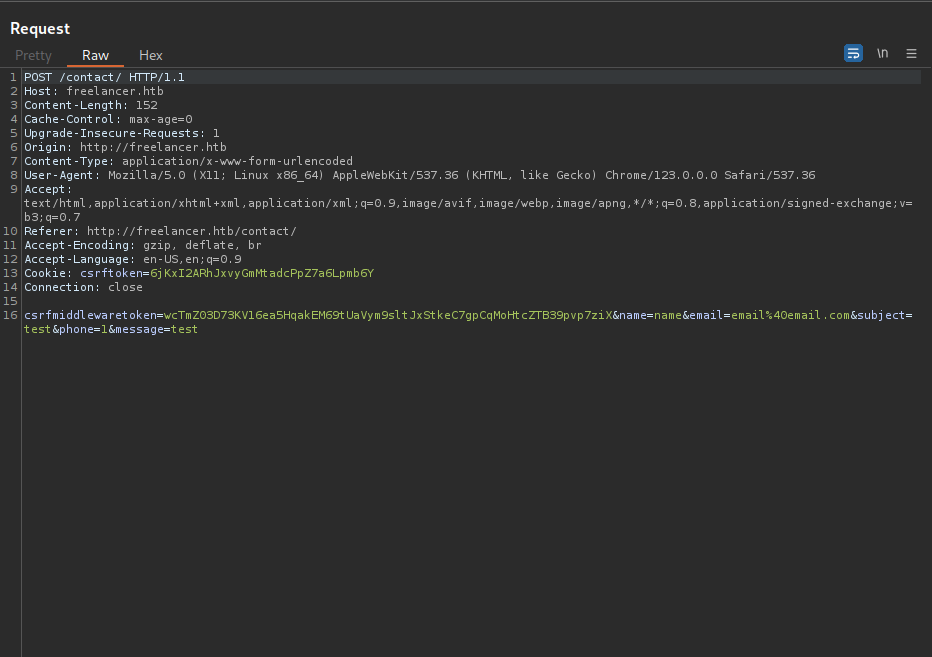 Request
Pretty Raw Hex
\n
1 POST /contact/ HTTP/1.1
2 Host: freelancer.htb
3 Content-Length: 152
4 Cache-Control: max-age=0
5 Upgrade-Insecure-Requests: 1
6 Origin: http://freelancer.htb
7 Content-Type: application/x-www-form-urlencoded
8 User-Agent: Mozilla/5.0 (X11; Linux x86_64) AppleWebKit/537.36 (KHTML, like Gecko) Chrome/123.0.0.0 Safari/537.36
9 Accept:
text/html,application/xhtml+xml,application/xml;q=0.9,image/avif,image/webp,image/apng,*/*;q=0.8,application/signed-exchange;v=
b3;q=0.7
10 Referer: http://freelancer.htb/contact/
11 Accept-Encoding: gzip, deflate, br
12 Accept-Language: en-US,en;q=0.9
13 Cookie: csrftoken=6jKxI2ARhJxvyGmMtadcPpZ7a6Lpmb6Y
14 Connection: close
15
16 csrfmiddlewaretoken=wcTmZ03D73KV16ea5HqakEM69tUaVym9sltJxStkeC7gpCqMoHtcZTB39pvp7ziX&name=name&email=email%40email.com&subject=
test&phone=1&message=test